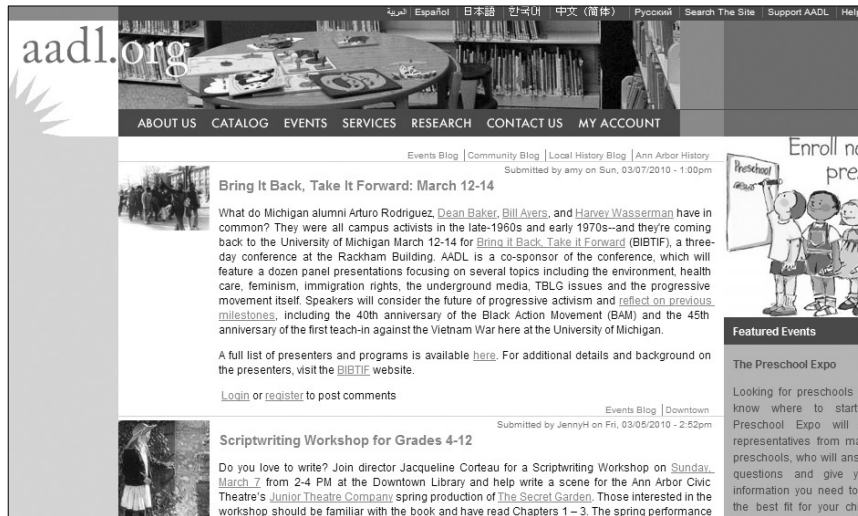 العربية Español 日本語 한국어 中文 (简体) Русский Search The Site Support AADL Hel
aadl.org
ABOUT US CATALOG EVENTS SERVICES RESEARCH CONTACT US MY ACCOUNT
Events Blog | Community Blog | Local History Blog | Ann Arbor History
Submitted by amy on Sun, 03/07/2010 - 1:00pm
Bring It Back, Take It Forward: March 12-14
What do Michigan alumni Arturo Rodriguez, Dean Baker, Bill Ayers, and Harvey Wasserman have in
common? They were all campus activists in the late-1960s and early 1970s--and they're coming
back to the University of Michigan March 12-14 for Bring it Back, Take it Forward (BIBTIF), a three-
day conference at the Rackham Building. AADL is a co-sponsor of the conference, which will
feature a dozen panel presentations focusing on several topics including the environment, health
care, feminism, immigration rights, the underground media, TBLG issues and the progressive
movement itself. Speakers will consider the future of progressive activism and reflect on previous
milestones, including the 40th anniversary of the Black Action Movement (BAM) and the 45th
anniversary of the first teach-in against the Vietnam War here at the University of Michigan.
A full list of presenters and programs is available here. For additional details and background on
the presenters, visit the BIBTIF website.
Login or register to post comments
Events Blog | Downtown
Submitted by JennyH on Fri, 03/05/2010 - 2:52pm
Scriptwriting Workshop for Grades 4-12
Do you love to write? Join director Jacqueline Corteau for a Scriptwriting Workshop on Sunday,
March 7 from 2-4 PM at the Downtown Library and help write a scene for the Ann Arbor Civic
Theatre's Junior Theatre Company spring production of The Secret Garden. Those interested in the
workshop should be familiar with the book and have read Chapters 1 – 3. The spring performance
Enroll no
pre
Preschool
Featured Events
The Preschool Expo
Looking for preschools
know where to start
Preschool Expo will
representatives from ma
preschools, who will ans
questions and give y
information you need to
the best fit for your ch